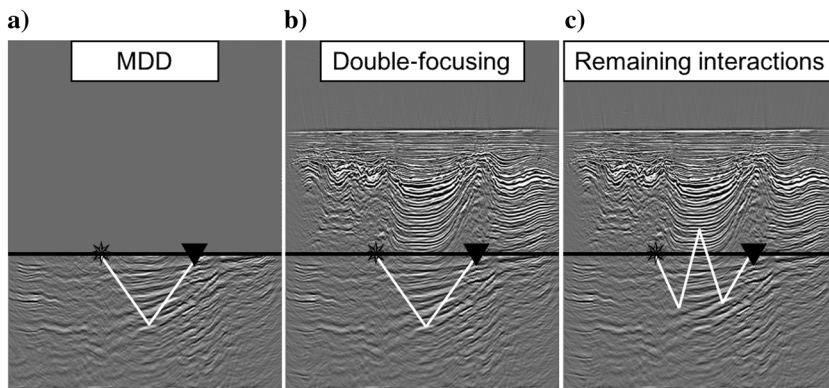 a)
MDD
b)
Double-focusing
c)
Remaining interactions